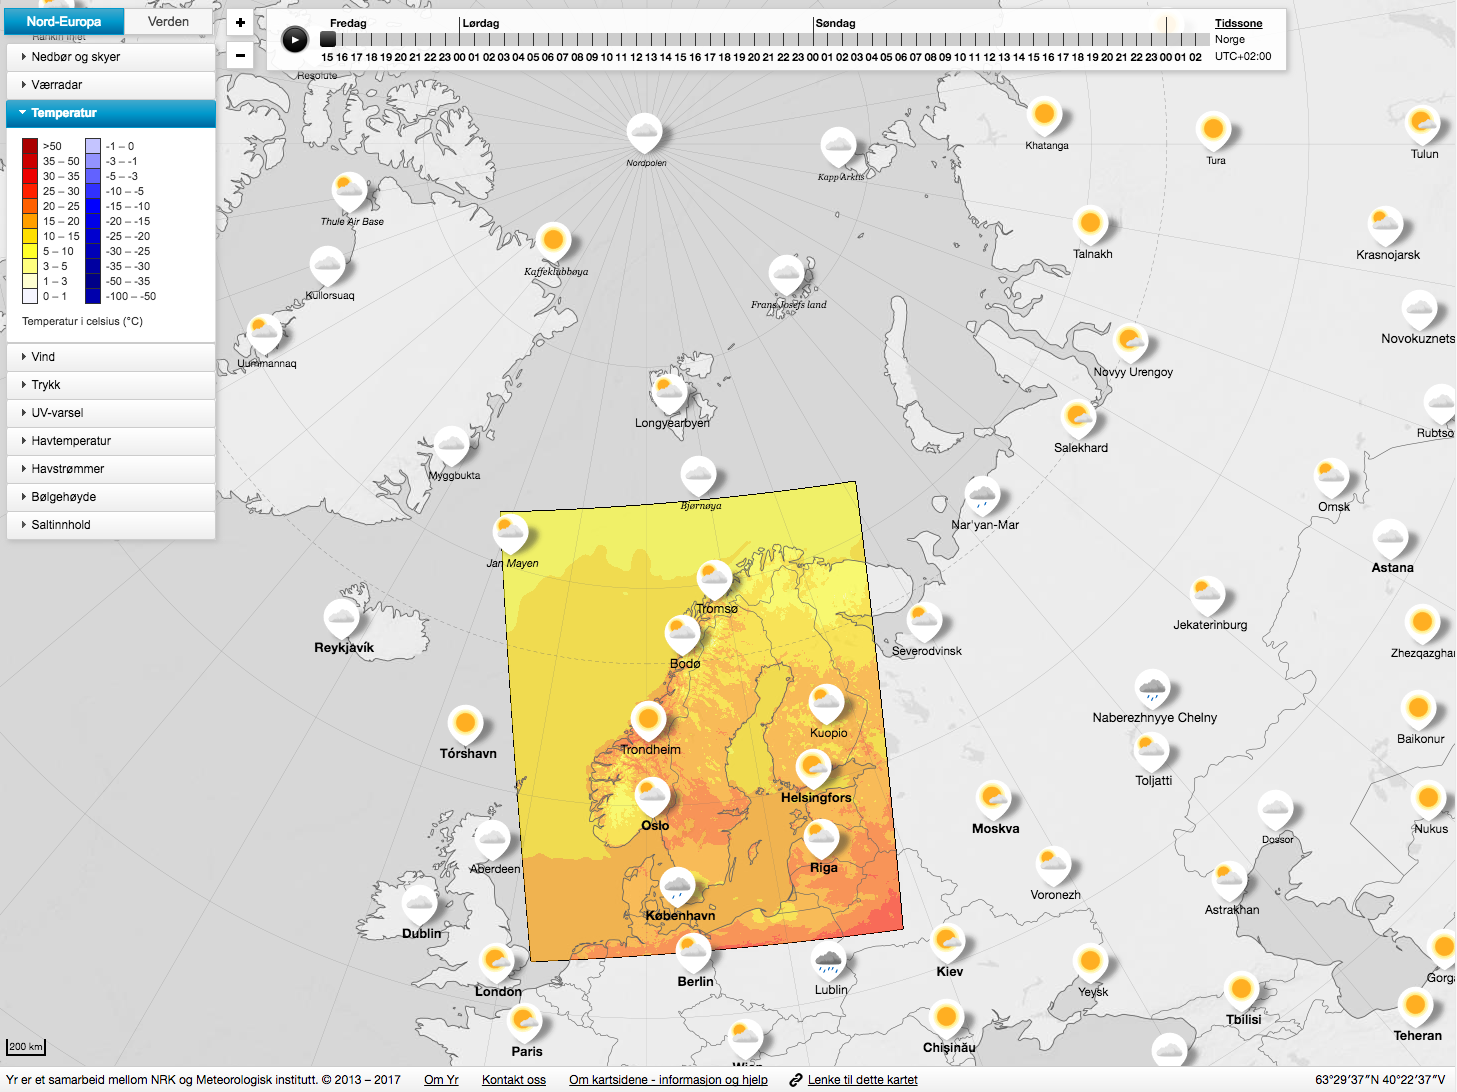 Nord-Europa
Verden
Rankin Inlet
Nedbør og skyer
Værradar
Temperatur
>50
35 – 50
30 – 35
25 – 30
20 – 25
15 – 20
10 – 15
5 – 10
3 – 5
1 – 3
0 – 1
-1 – 0
-3 – -1
-5 – -3
-10 – -5
-15 – -10
-20 – -15
-25 – -20
-30 – -25
-35 – -30
-50 – -35
-100 – -50
Temperatur i celsius (°C)
Vind
Trykk
UV-varsel
Havtemperatur
Havstrømmer
Bølgehøyde
Saltinnhold
+
−
Fredag
Lørdag
Søndag
15 16 17 18 19 20 21 22 23 00 01 02 03 04 05 06 07 08 09 10 11 12 13 14 15 16 17 18 19 20 21 22 23 00 01 02 03 04 05 06 07 08 09 10 11 12 13 14 15 16 17 18 19 20 21 22 23 00 01 02
Tidssone
Norge
UTC+02:00
Resolute
Nordpolen
Kapp Arktis
Khatanga
Tura
Tulun
Thule Air Base
Kaffeklubbøya
Talnakh
Krasnojarsk
Kullorsuaq
Frans Josefs land
Novokuznets
Uummannaq
Novyy Urengoy
Longyearbyen
Salekhard
Rubtso
Myggbukta
Bjørnøya
Nar'yan-Mar
Omsk
Jan Mayen
Astana
Tromsø
Jekaterinburg
Reykjavík
Bodø
Severodvinsk
Zhezqazghan
Naberezhnyye Chelny
Kuopio
Baikonur
Tórshavn
Trondheim
Toljatti
Helsingfors
Oslo
Moskva
Nukus
Dossor
Aberdeen
Riga
Voronezh
Astrakhan
København
Dublin
Kiev
Gorga
Berlin
London
Lublin
Yeysk
Tbilisi
Teheran
Paris
Chișinău
Wien
200 km
Yr er et samarbeid mellom NRK og Meteorologisk institutt. © 2013 – 2017
Om Yr
Kontakt oss
Om kartsidene - informasjon og hjelp
Lenke til dette kartet
63°29′37″N 40°22′37″V